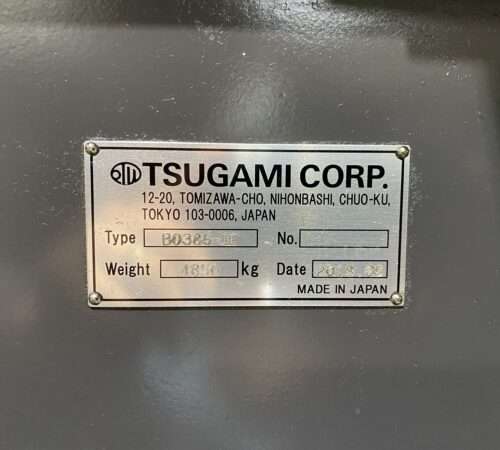 TSUGAMI CORP.
12-20, TOMIZAWA-CHO, NIHONBASHI, CHUO-KU,
TOKYO 103-0006, JAPAN
Type No.
Weight kg Date
MADE IN JAPAN